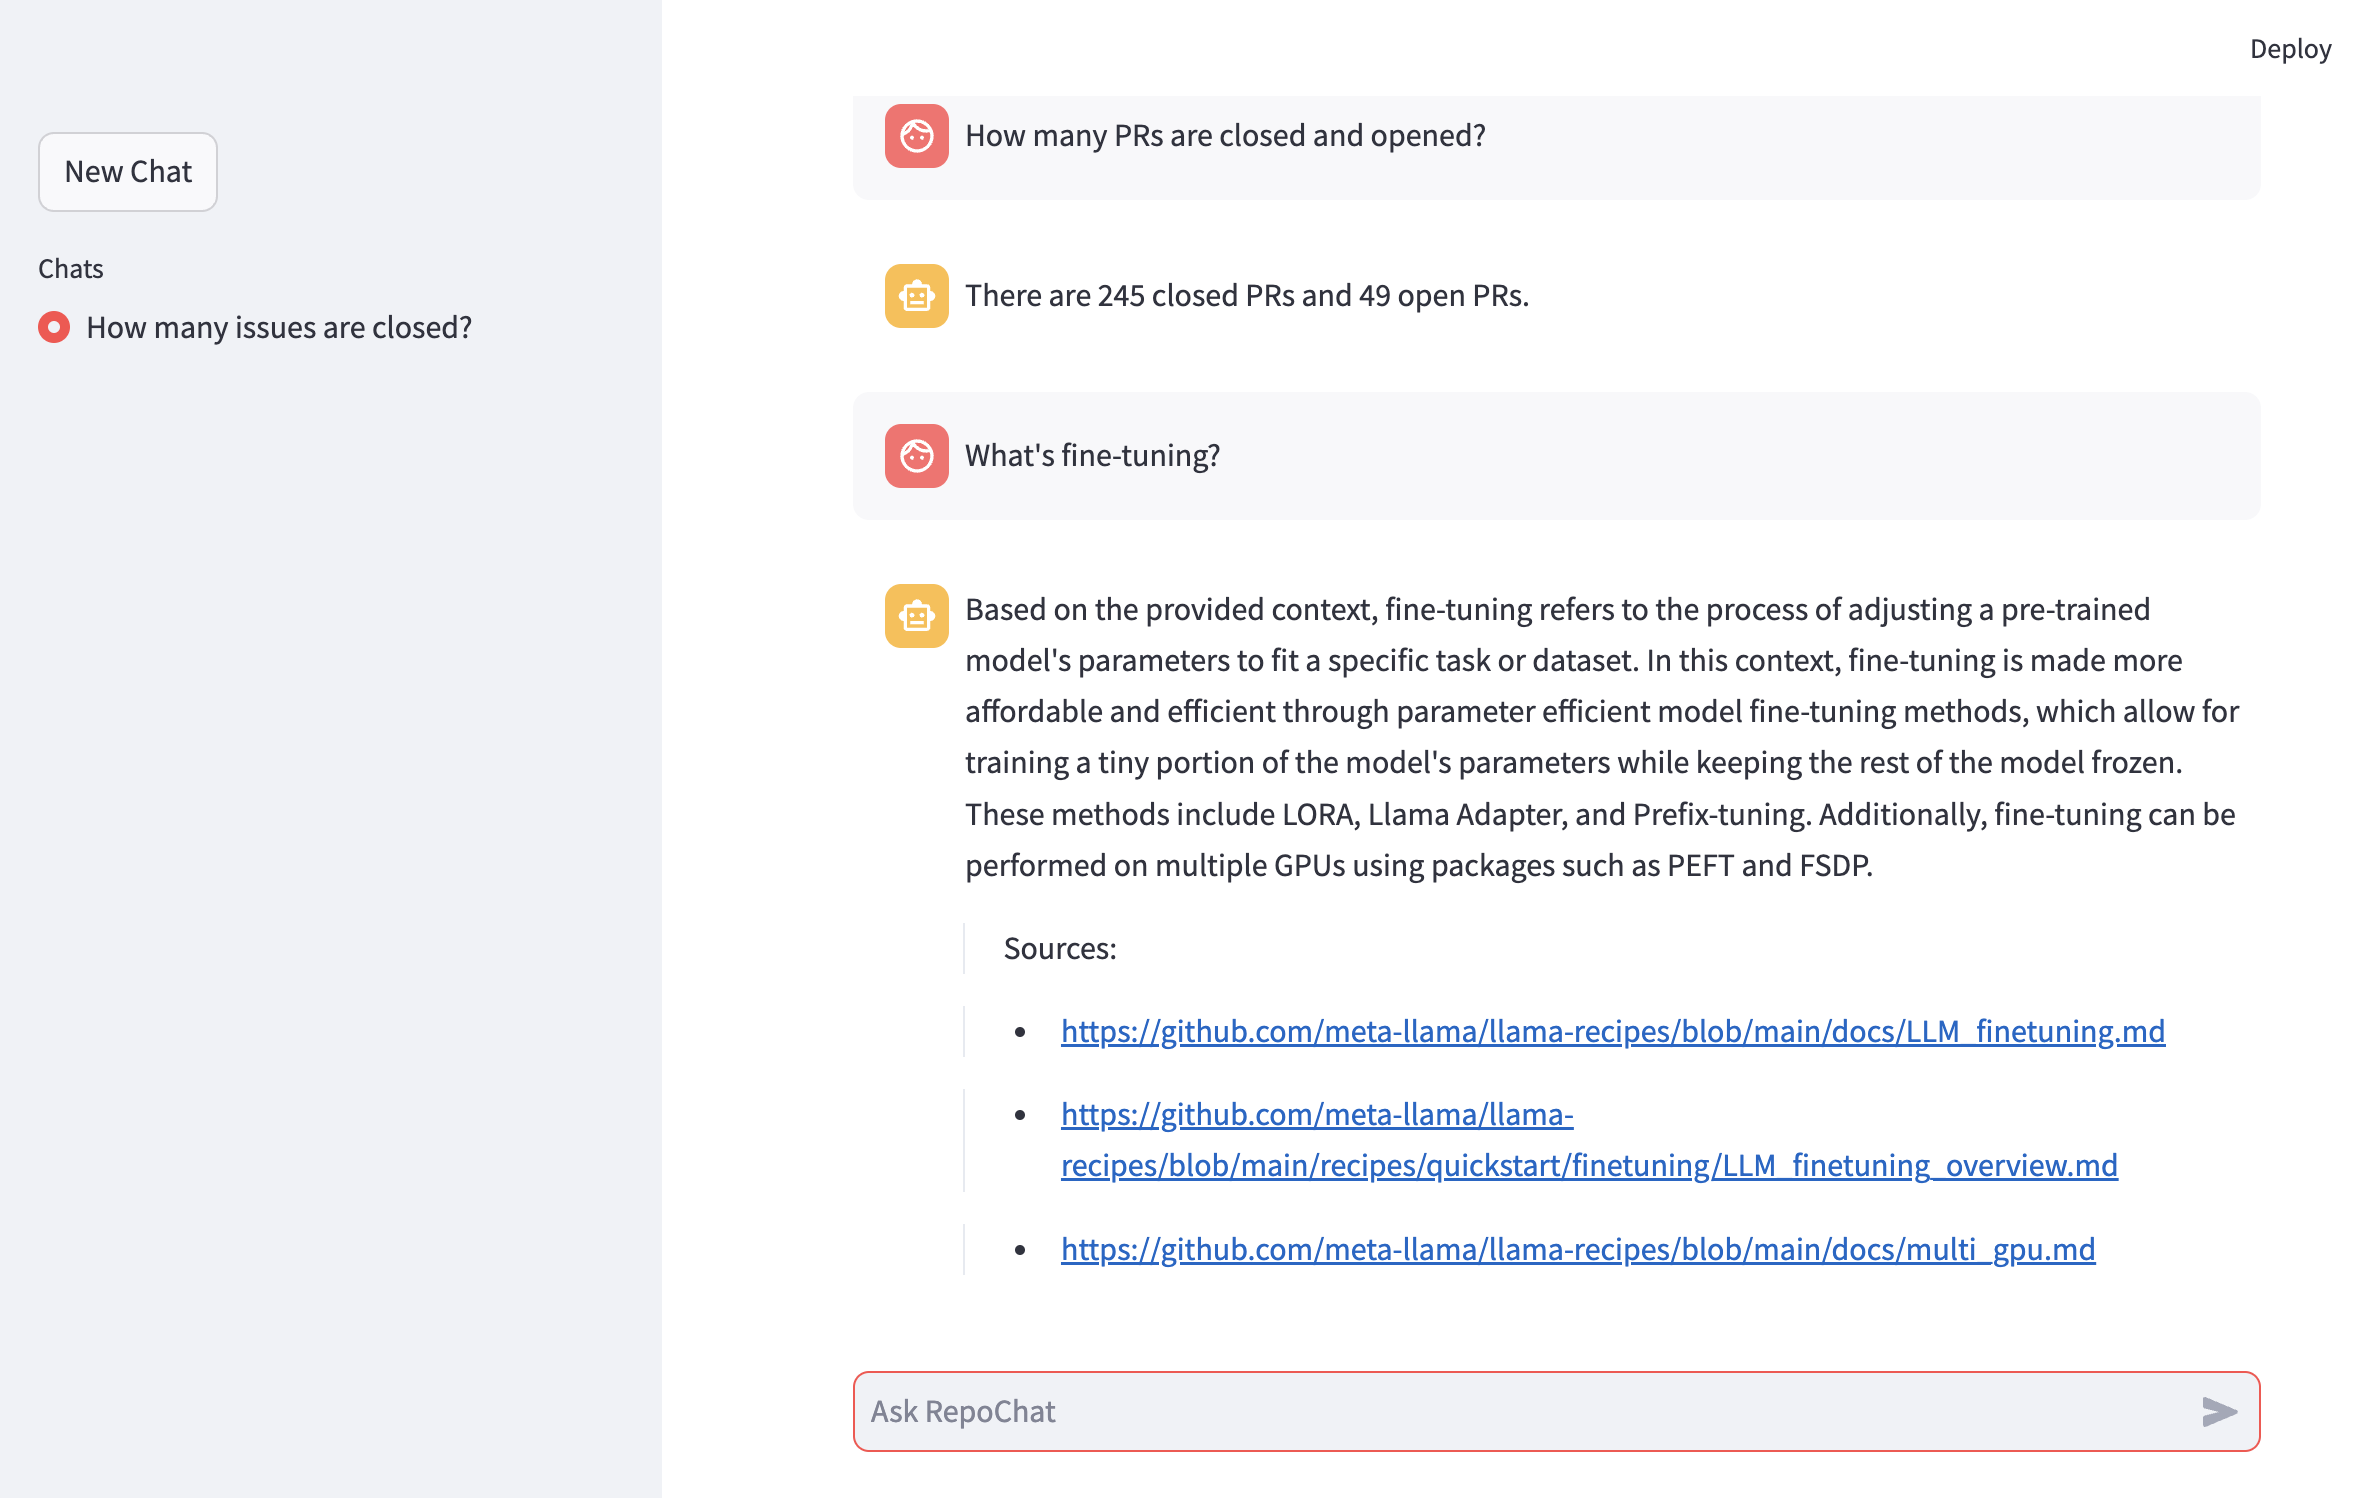 Deploy
New Chat
Chats
How many issues are closed?
How many PRs are closed and opened?
There are 245 closed PRs and 49 open PRs.
What's fine-tuning?
Based on the provided context, fine-tuning refers to the process of adjusting a pre-trained
model's parameters to fit a specific task or dataset. In this context, fine-tuning is made more
affordable and efficient through parameter efficient model fine-tuning methods, which allow for
training a tiny portion of the model's parameters while keeping the rest of the model frozen.
These methods include LORA, Llama Adapter, and Prefix-tuning. Additionally, fine-tuning can be
performed on multiple GPUs using packages such as PEFT and FSDP.
Sources:
• https://github.com/meta-llama/llama-recipes/blob/main/docs/LLM_finetuning.md
• https://github.com/meta-llama/llama-
recipes/blob/main/recipes/quickstart/finetuning/LLM_finetuning_overview.md
• https://github.com/meta-llama/llama-recipes/blob/main/docs/multi_gpu.md
Ask RepoChat